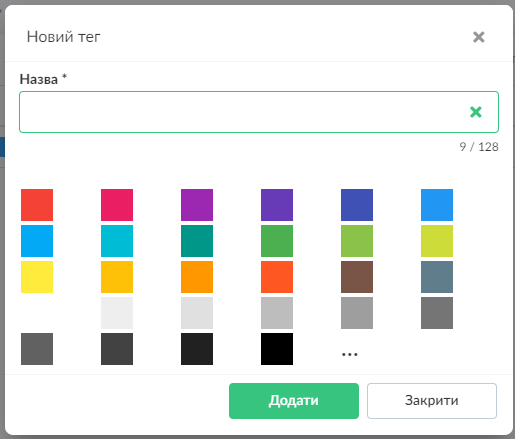 Новий тег
Назва *
9 / 128
...
Додати
Закрити